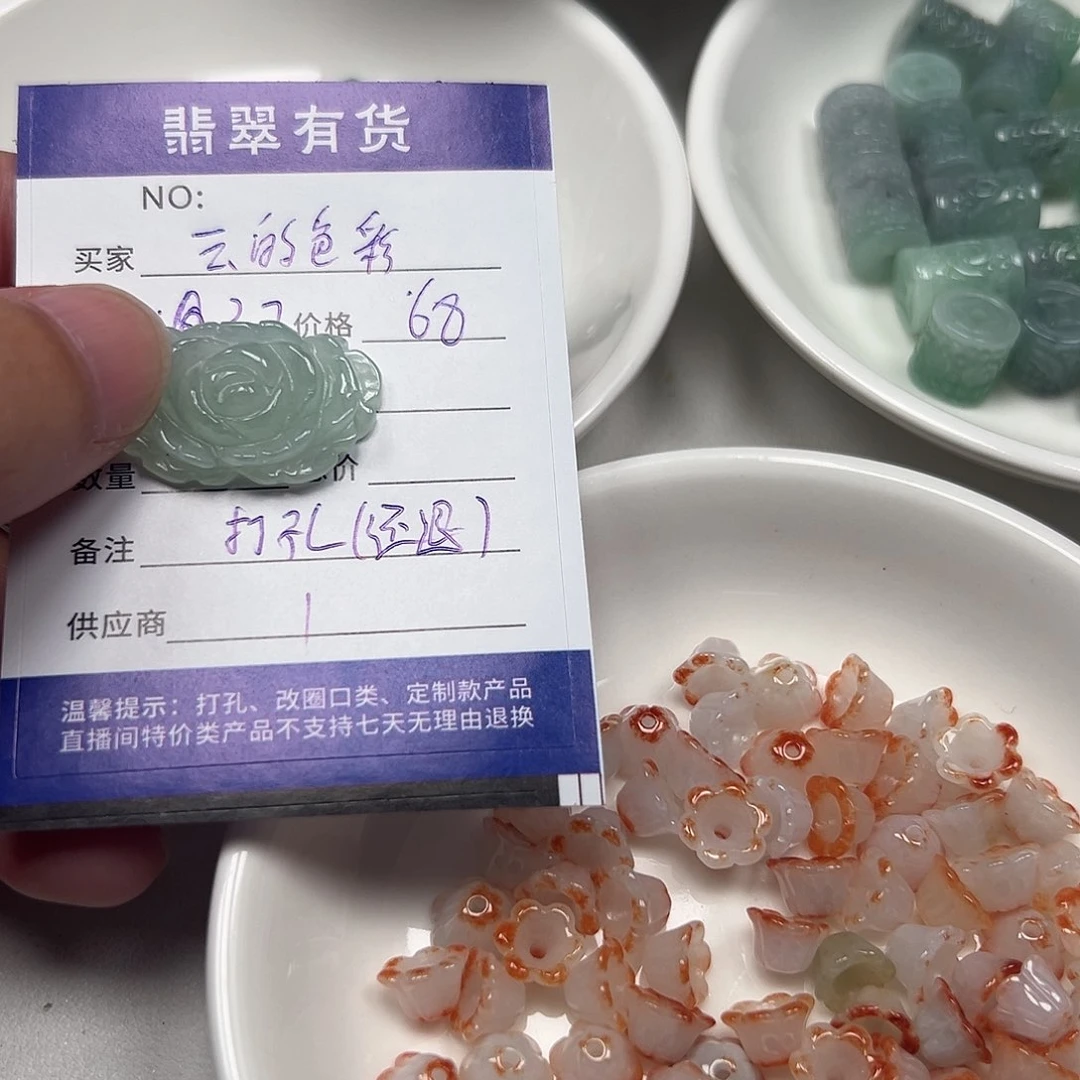 翡翠有货
NO:
买家 云的色彩
价格 68
数量
备注 打孔(包退)
供应商 1
温馨提示：打孔、改圈口类、定制款产品
直播间特价类产品不支持七天无理由退换